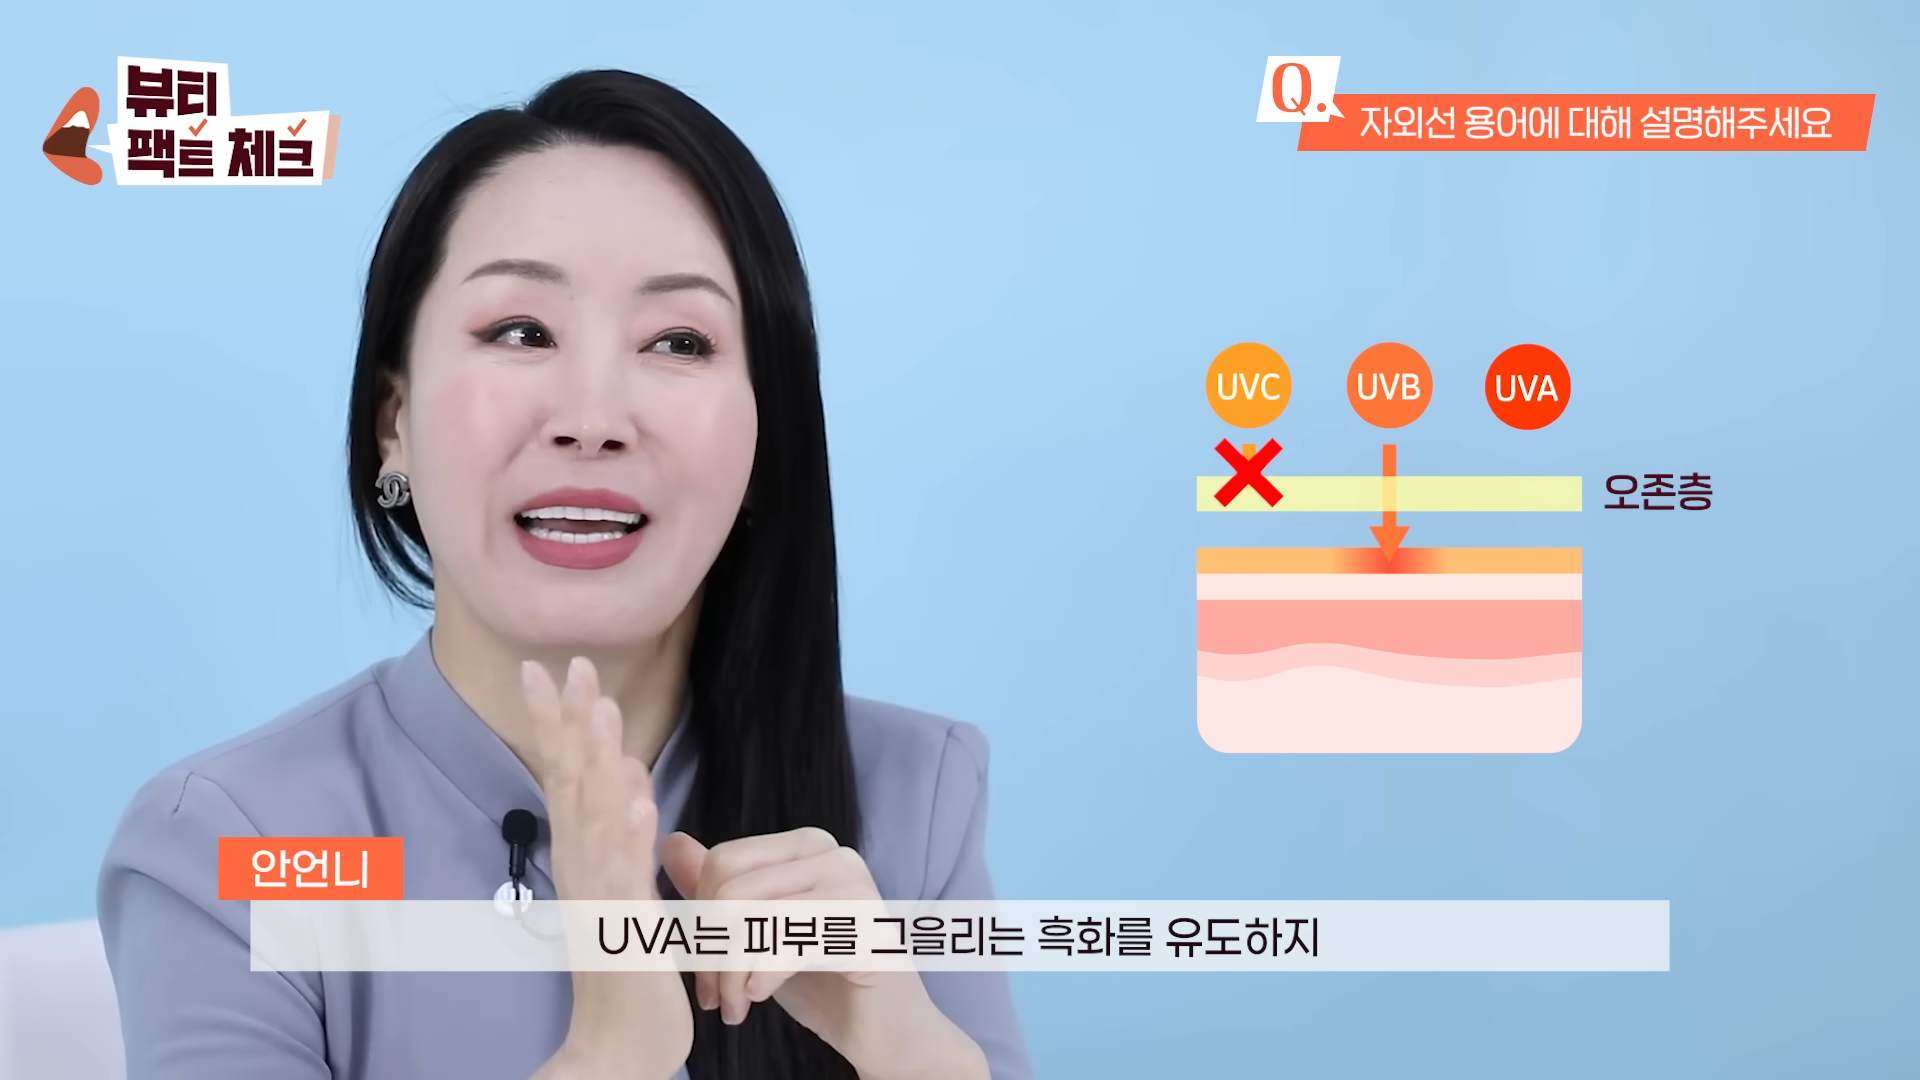 뷰티
팩트 체크
Q.
자외선 용어에 대해 설명해주세요
UVC
UVB
UVA
오존층
안언니
UVA는 피부를 그을리는 흑화를 유도하지